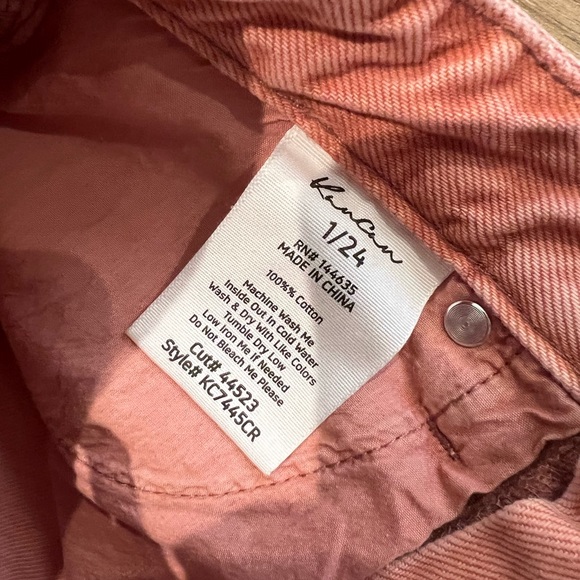 KanCan
1/24
RN# 144635
MADE IN CHINA
100%% Cotton
Machine Wash Me
Inside Out In Cold Water
Wash & Dry With Like Colors
Tumble Dry Low
Low Iron Me If Needed
Do Not Bleach Me Please
Cut# 44523
Style# KC7445CR